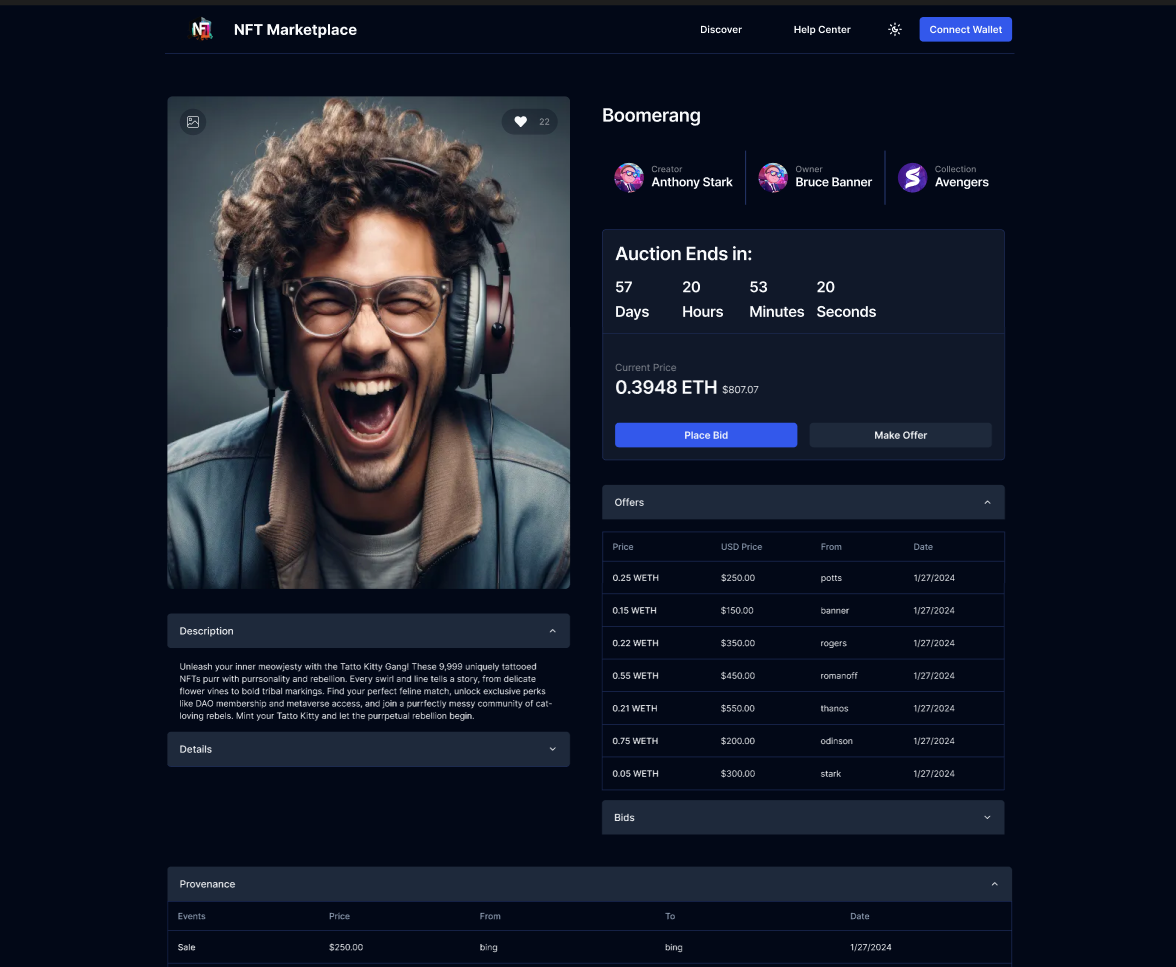 NFT Marketplace
Discover
Help Center
Connect Wallet
22
Boomerang
Creator
Anthony Stark
Owner
Bruce Banner
Collection
Avengers
Auction Ends in:
57 20 53 20
Days Hours Minutes Seconds
Current Price
0.3948 ETH $807.07
Place Bid
Make Offer
Offers
Price USD Price From Date
0.25 WETH $250.00 potts 1/27/2024
0.15 WETH $150.00 banner 1/27/2024
0.22 WETH $350.00 rogers 1/27/2024
0.55 WETH $450.00 romanoff 1/27/2024
0.21 WETH $550.00 thanos 1/27/2024
0.75 WETH $200.00 odinson 1/27/2024
0.05 WETH $300.00 stark 1/27/2024
Bids
Description
Unleash your inner meowjesty with the Tatto Kitty Gang! These 9,999 uniquely tattooed
NFTs purr with purrsonality and rebellion. Every swirl and line tells a story, from delicate
flower vines to bold tribal markings. Find your perfect feline match, unlock exclusive perks
like DAO membership and metaverse access, and join a purrfectly messy community of cat-
loving rebels. Mint your Tatto Kitty and let the purrpetual rebellion begin.
Details
Provenance
Events Price From To Date
Sale $250.00 bing bing 1/27/2024